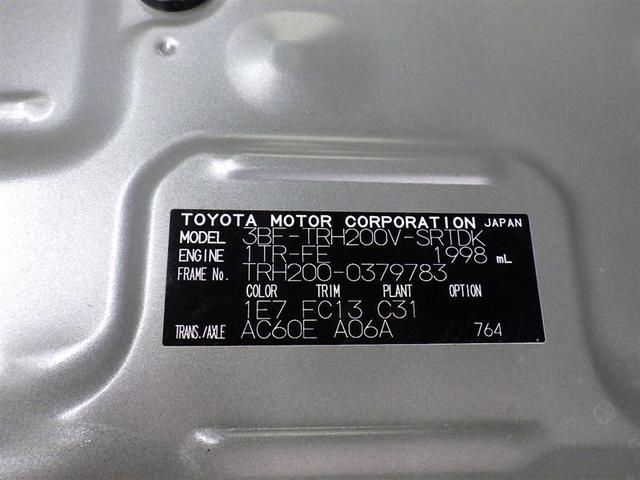 TOYOTA MOTOR CORPORATION JAPAN
MODEL 3BF-TRH200V-SRTDK
ENGINE 1TR-FE 1998 mL
FRAME No. TRH200-0379783
COLOR TRIM PLANT OPTION
1E7 FC13 C31
TRANS./AXLE AC60E A06A 764